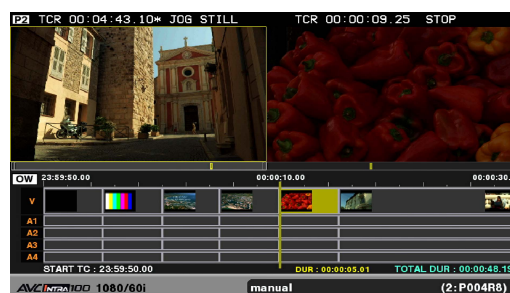 P2 TCR 00:04:43.10* JOG STILL TCR 00:00:09.25 STOP
OW 23:59:50.00 00:00:10.00 00:00:30.
V
A1
A2
A3
A4
START TC : 23:59:50.00 DUR : 00:00:05.01 TOTAL DUR : 00:00:48.19
AVC INTRA 100 1080/60i manual (2:P004R8)